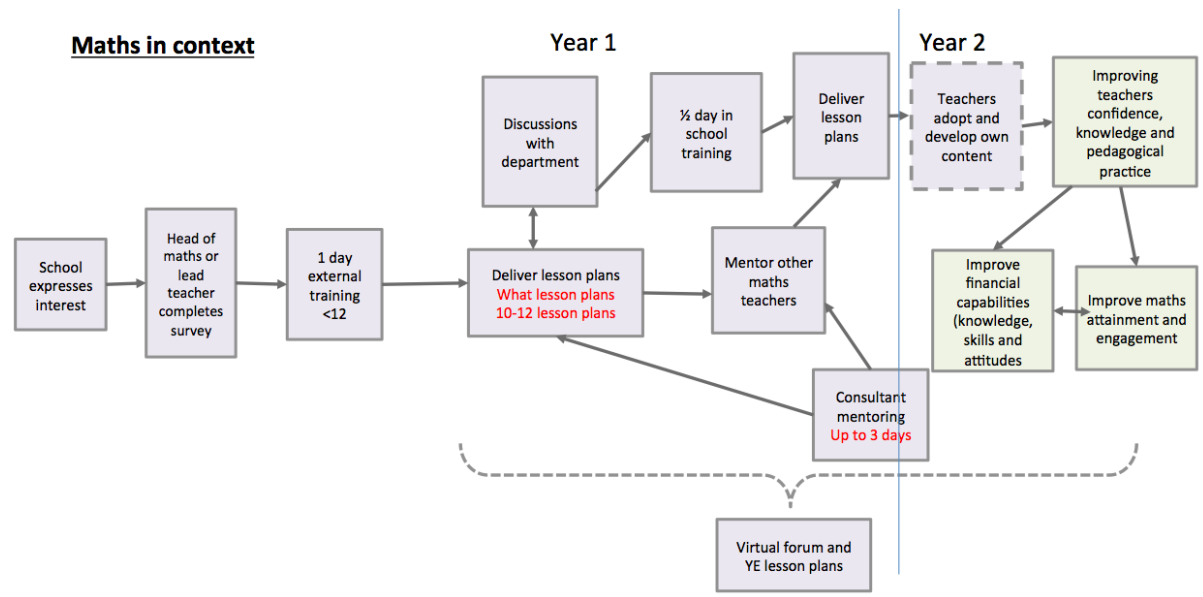 Maths in context
Year 1
Year 2
Discussions
with
department
½ day in
school
training
Deliver
lesson
plans
Teachers
adopt and
develop own
content
Improving
teachers
confidence,
knowledge and
pedagogical
practice
School
expresses
interest
Head of
maths or
lead
teacher
completes
survey
1 day
external
training
<12
Deliver lesson plans
What lesson plans
10-12 lesson plans
Mentor other
maths
teachers
Improve
financial
capabilities
(knowledge,
skills and
attitudes
Improve maths
attainment and
engagement
Consultant
mentoring
Up to 3 days
Virtual forum and
YE lesson plans